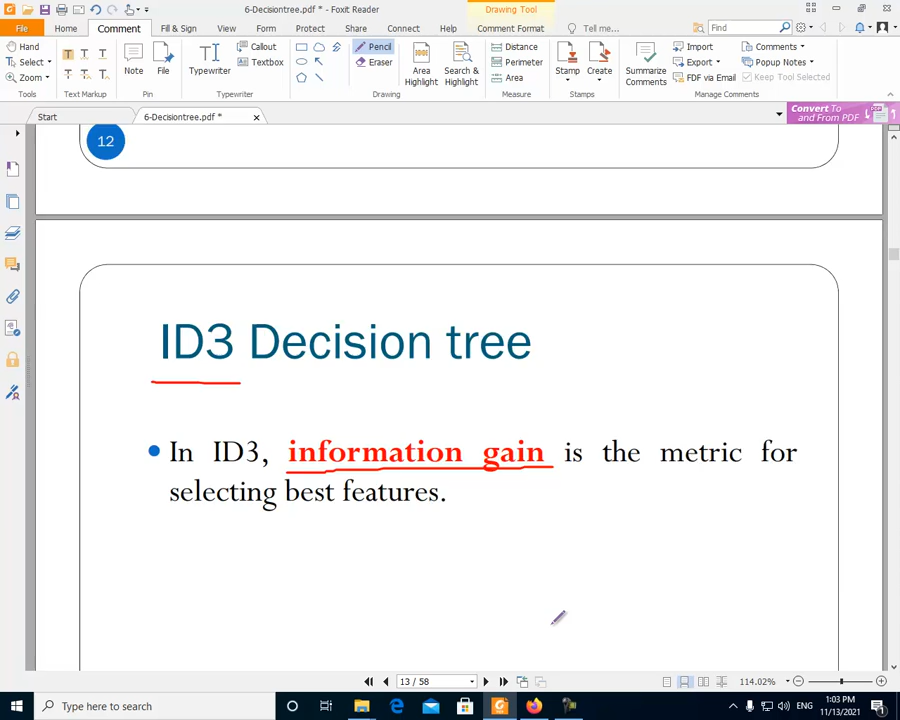 6-Decisiontree.pdf * - Foxit Reader
Drawing Tool
File Home Comment Fill & Sign View Form Protect Share Connect Help Comment Format Tell me... Find
Hand
Select
Zoom
Tools
T T T
T T T
Text Markup
Note
File
Pin
Typewriter
Callout
Textbox
Typewriter
Pencil
Eraser
Drawing
Area Highlight
Search & Highlight
Distance
Perimeter
Area
Measure
Stamp
Create
Stamps
Summarize Comments
Import
Export
FDF via Email
Comments
Popup Notes
Keep Tool Selected
Manage Comments
Start
6-Decisiontree.pdf *
Convert To
and From PDF
12
ID3 Decision tree
In ID3, information gain is the metric for
selecting best features.
13 / 58
114.02%
Type here to search
ENG
1:03 PM
11/13/2021